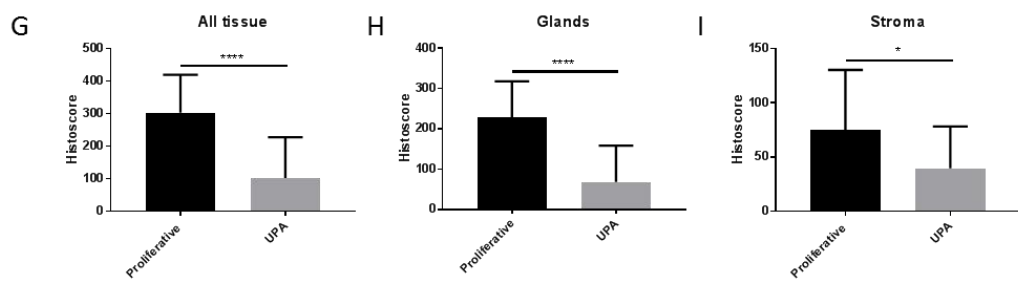 G
All tissue
Histoscore
500
400
300
200
100
0
****
Proliferative
UPA
H
Glands
Histoscore
400
300
200
100
0
****
Proliferative
UPA
I
Stroma
Histoscore
150
100
50
0
*
Proliferative
UPA